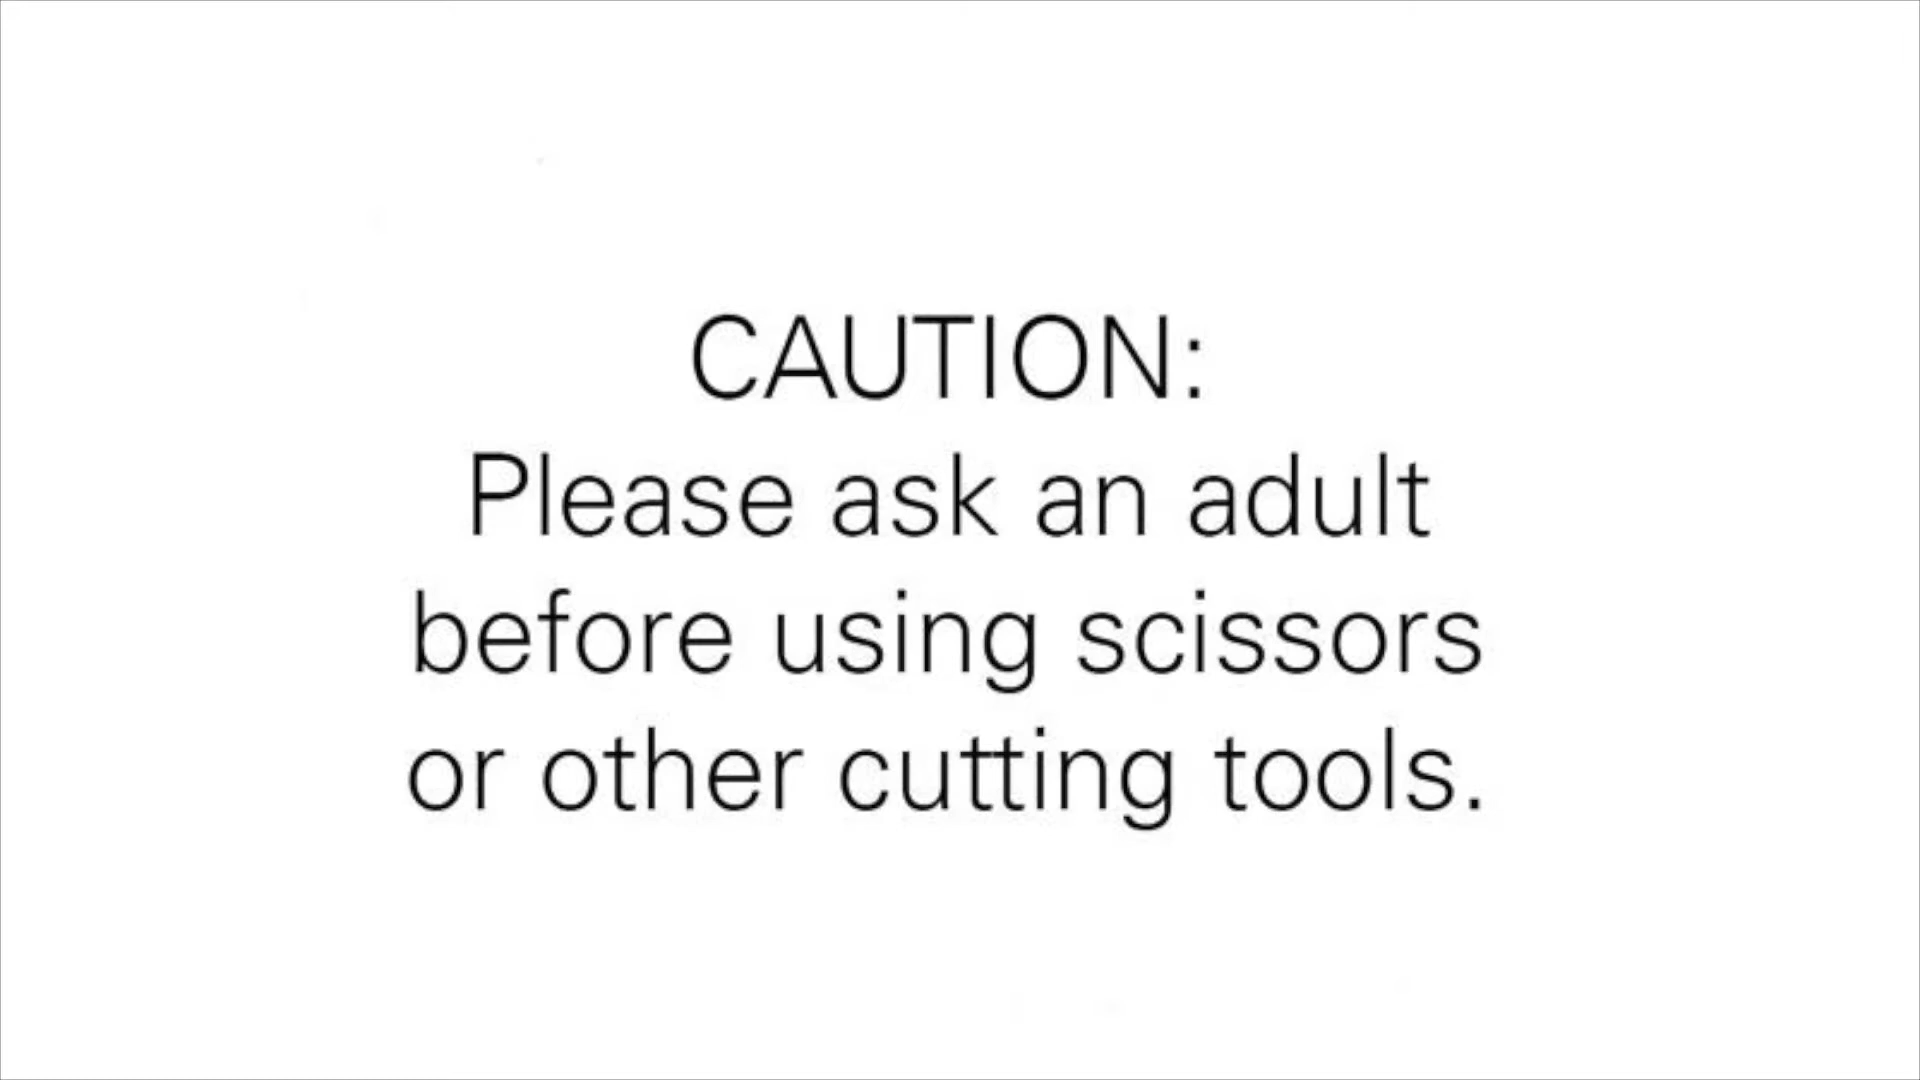 CAUTION:
Please ask an adult
before using scissors
or other cutting tools.